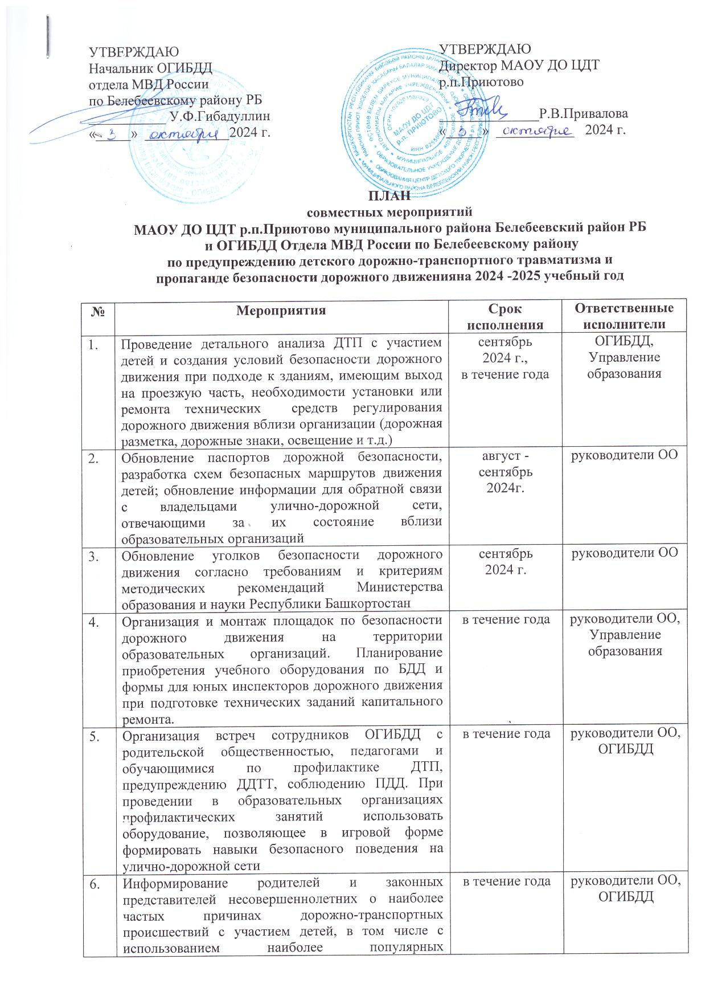 УТВЕРЖДАЮ
Начальник ОГИБДД
отдела МВД России
по Белебеевскому району РБ
___________ У.Ф.Гибадуллин
« 3 » октября 2024 г.
УТВЕРЖДАЮ
Директор МАОУ ДО ЦДТ
р.п.Приютово
______________Р.В.Привалова
« 3 » октября 2024 г.
МАОУ ДО ЦДТ
р.п. ПРИЮТОВО
ПЛАН
совместных мероприятий
МАОУ ДО ЦДТ р.п.Приютово муниципального района Белебеевский район РБ
и ОГИБДД Отдела МВД России по Белебеевскому району
по предупреждению детского дорожно-транспортного травматизма и
пропаганде безопасности дорожного движенияна 2024 -2025 учебный год
№ Мероприятия Срок исполнения Ответственные исполнители
1. Проведение детального анализа ДТП с участием
детей и создания условий безопасности дорожного
движения при подходе к зданиям, имеющим выход
на проезжую часть, необходимости установки или
ремонта технических средств регулирования
дорожного движения вблизи организации (дорожная
разметка, дорожные знаки, освещение и т.д.)
сентябрь
2024 г.,
в течение года
ОГИБДД,
Управление
образования
2. Обновление паспортов дорожной безопасности,
разработка схем безопасных маршрутов движения
детей; обновление информации для обратной связи
с владельцами улично-дорожной сети,
отвечающими за их состояние вблизи
образовательных организаций
август -
сентябрь
2024г.
руководители ОО
3. Обновление уголков безопасности дорожного
движения согласно требованиям и критериям
методических рекомендаций Министерства
образования и науки Республики Башкортостан
сентябрь
2024 г.
руководители ОО
4. Организация и монтаж площадок по безопасности
дорожного движения на территории
образовательных организаций. Планирование
приобретения учебного оборудования по БДД и
формы для юных инспекторов дорожного движения
при подготовке технических заданий капитального
ремонта.
в течение года
руководители ОО,
Управление
образования
5. Организация встреч сотрудников ОГИБДД с
родительской общественностью, педагогами и
обучающимися по профилактике ДТП,
предупреждению ДДТТ, соблюдению ПДД. При
проведении в образовательных организациях
профилактических занятий использовать
оборудование, позволяющее в игровой форме
формировать навыки безопасного поведения на
улично-дорожной сети
в течение года
руководители ОО,
ОГИБДД
6. Информирование родителей и законных
представителей несовершеннолетних о наиболее
частых причинах дорожно-транспортных
происшествий с участием детей, в том числе с
использованием наиболее популярных
в течение года
руководители ОО,
ОГИБДД